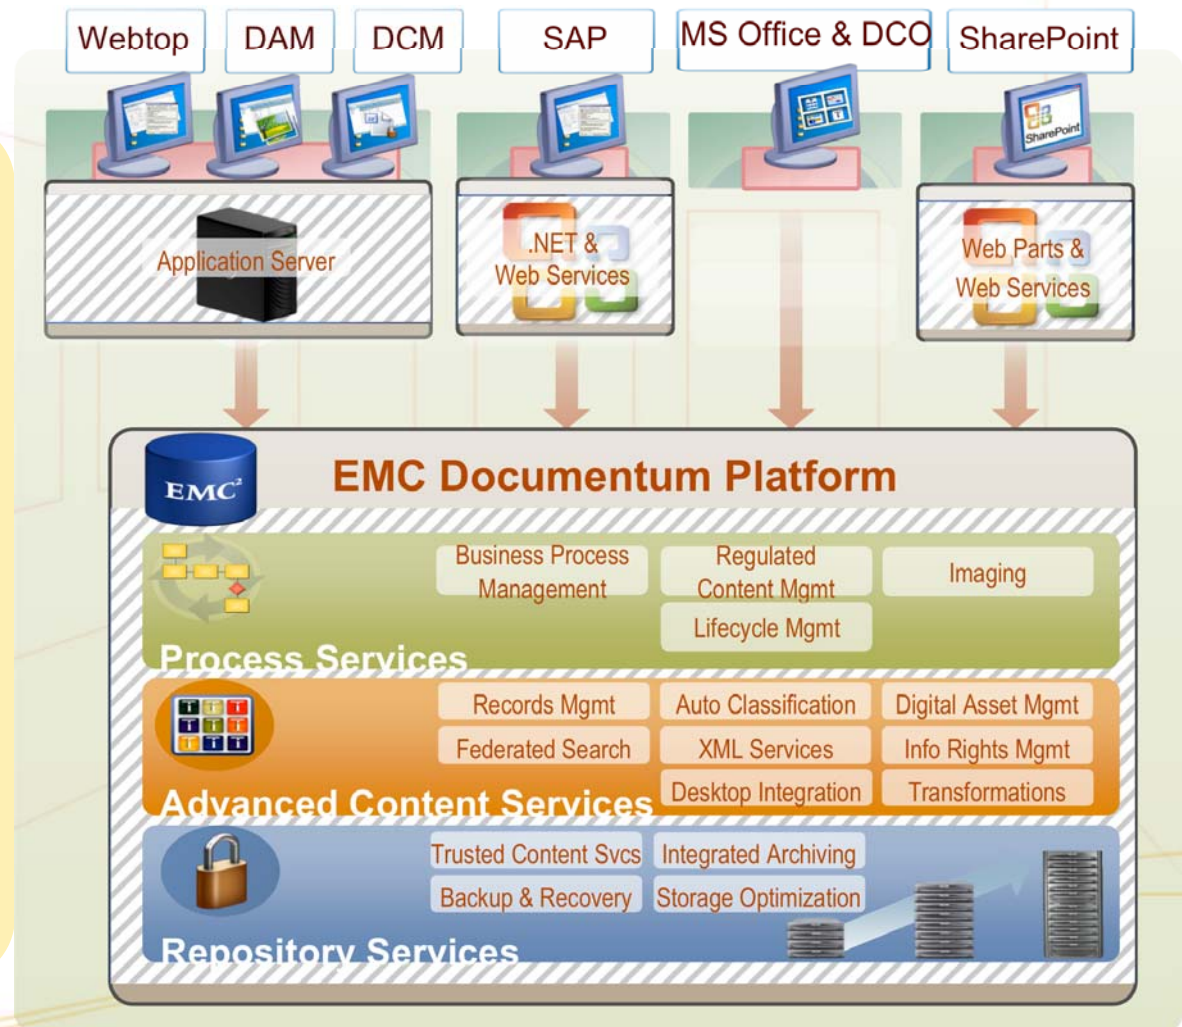 Webtop
DAM
DCM
SAP
MS Office & DCO
SharePoint
SharePoint
Application Server
.NET &
Web Services
Web Parts &
Web Services
EMC²
EMC Documentum Platform
Business Process
Management
Regulated
Content Mgmt
Imaging
Lifecycle Mgmt
Process Services
Records Mgmt
Auto Classification
Digital Asset Mgmt
Federated Search
XML Services
Info Rights Mgmt
Desktop Integration
Transformations
Advanced Content Services
Trusted Content Svcs
Integrated Archiving
Backup & Recovery
Storage Optimization
Repository Services